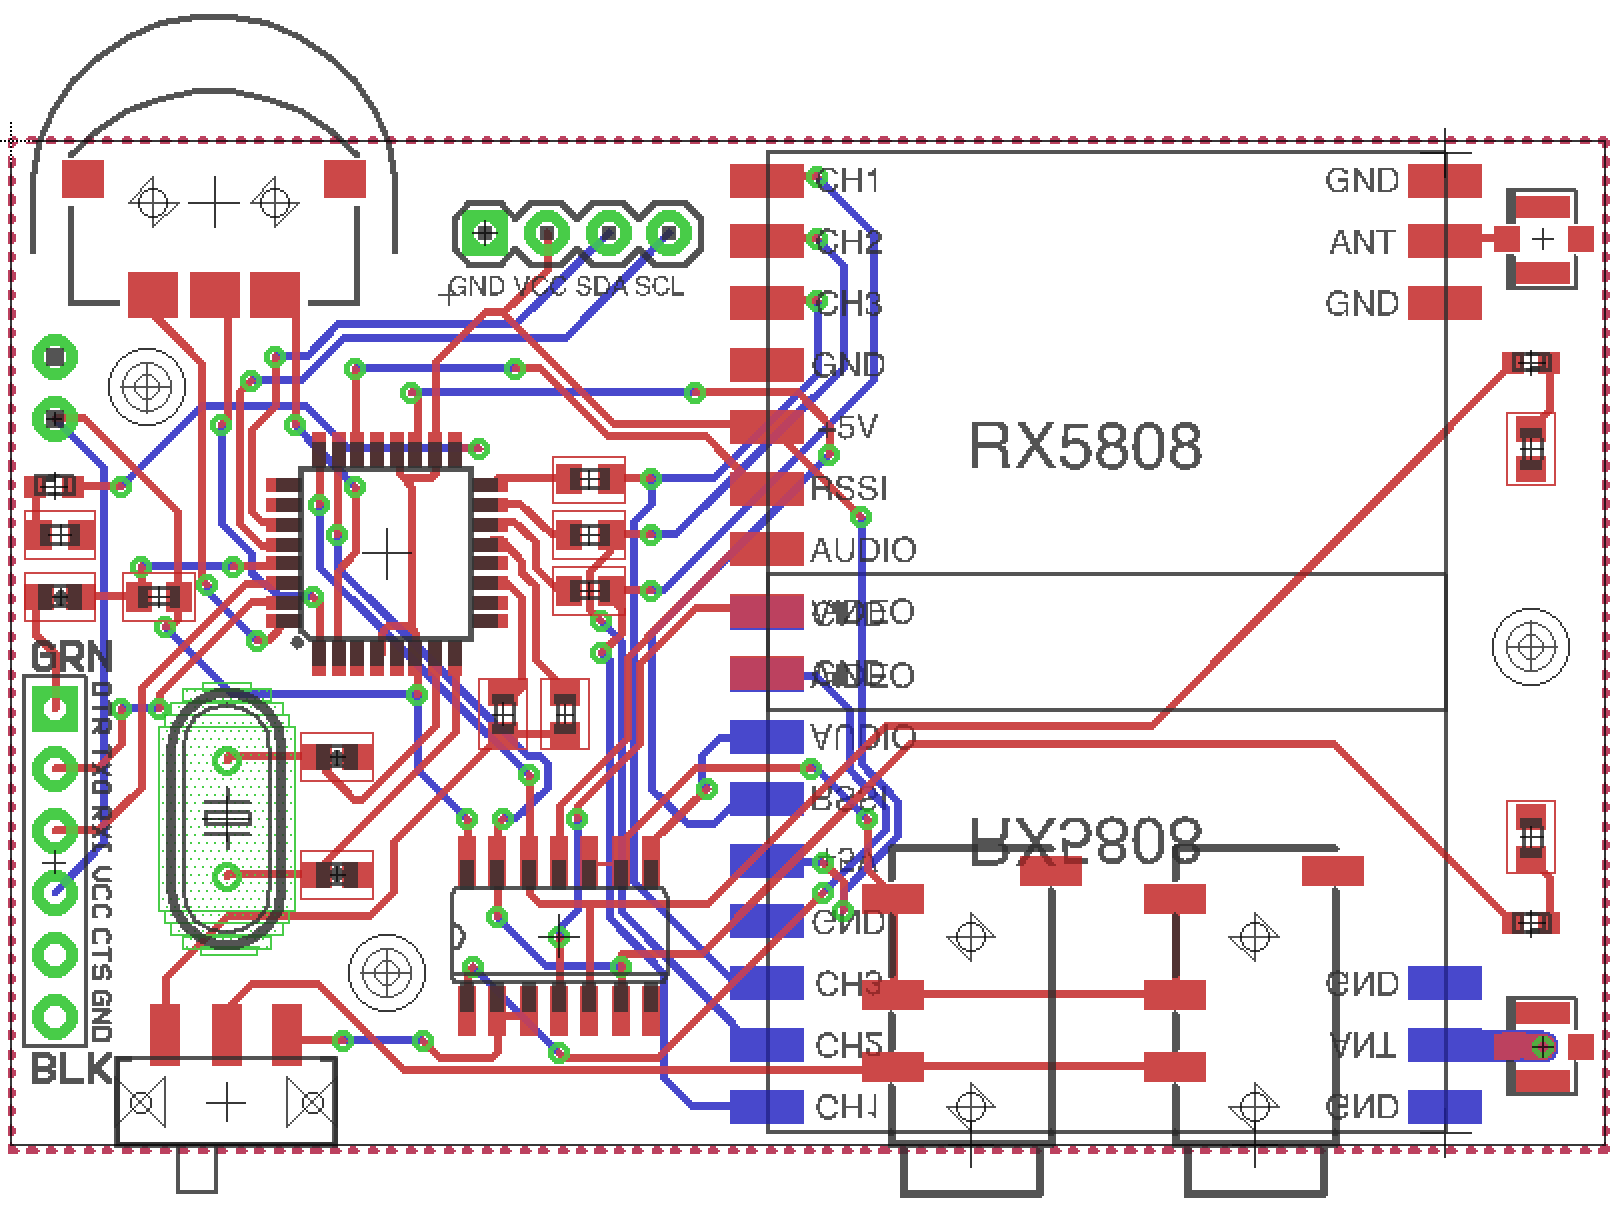 CH1
GND
CH2
ANT
GND VCC SDA SCL
CH3
GND
GND
+5V
RX5808
RSSI
AUDIO
VIDEO
GRN
DTR TXO RXI VCC CTS GND
AUDIO
RSSI
RX5808
+5V
GND
CH3
GND
CH2
ANT
BLK
CH1
GND